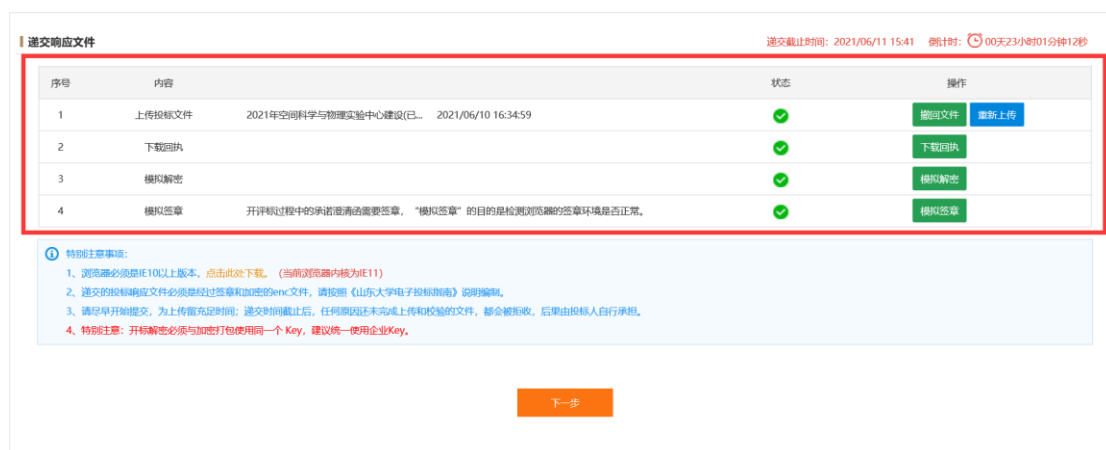 递交响应文件 递交截止时间：2021/06/11 15:41 倒计时：00天23小时01分钟12秒
序号 内容 状态 操作
1 上传投标文件 2021年空间科学与物理实验中心建设(已... 2021/06/10 16:34:59 撤回文件 重新上传
2 下载回执 下载回执
3 模拟解密 模拟解密
4 模拟签章 开评标过程中的承诺澄清函需要签章，“模拟签章”的目的是检测浏览器的签章环境是否正常。 模拟签章
特别注意事项：
1、浏览器必须是IE10以上版本，点击此处下载。（当前浏览器内核为IE11）
2、递交的投标响应文件必须是经过签章和加密的enc文件，请按照《山东大学电子投标指南》说明编制。
3、请尽早开始提交，为上传留充足时间；递交时间截止后，任何原因还未完成上传和校验的文件，都会被拒收，后果由投标人自行承担。
4、特别注意：开标解密必须与加密打包使用同一个 Key，建议统一使用企业Key。
下一步